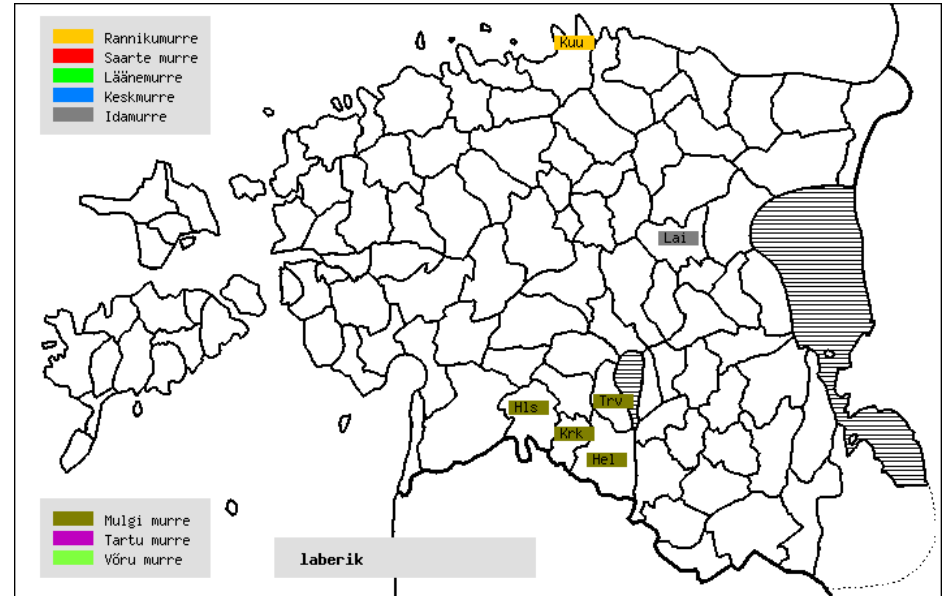 Rannikumurre
Saarte murre
Läänemurre
Keskmurre
Idamurre
Kuu
Lai
Hls
Trv
Krk
Hel
Mulgi murre
Tartu murre
Võru murre
laberik